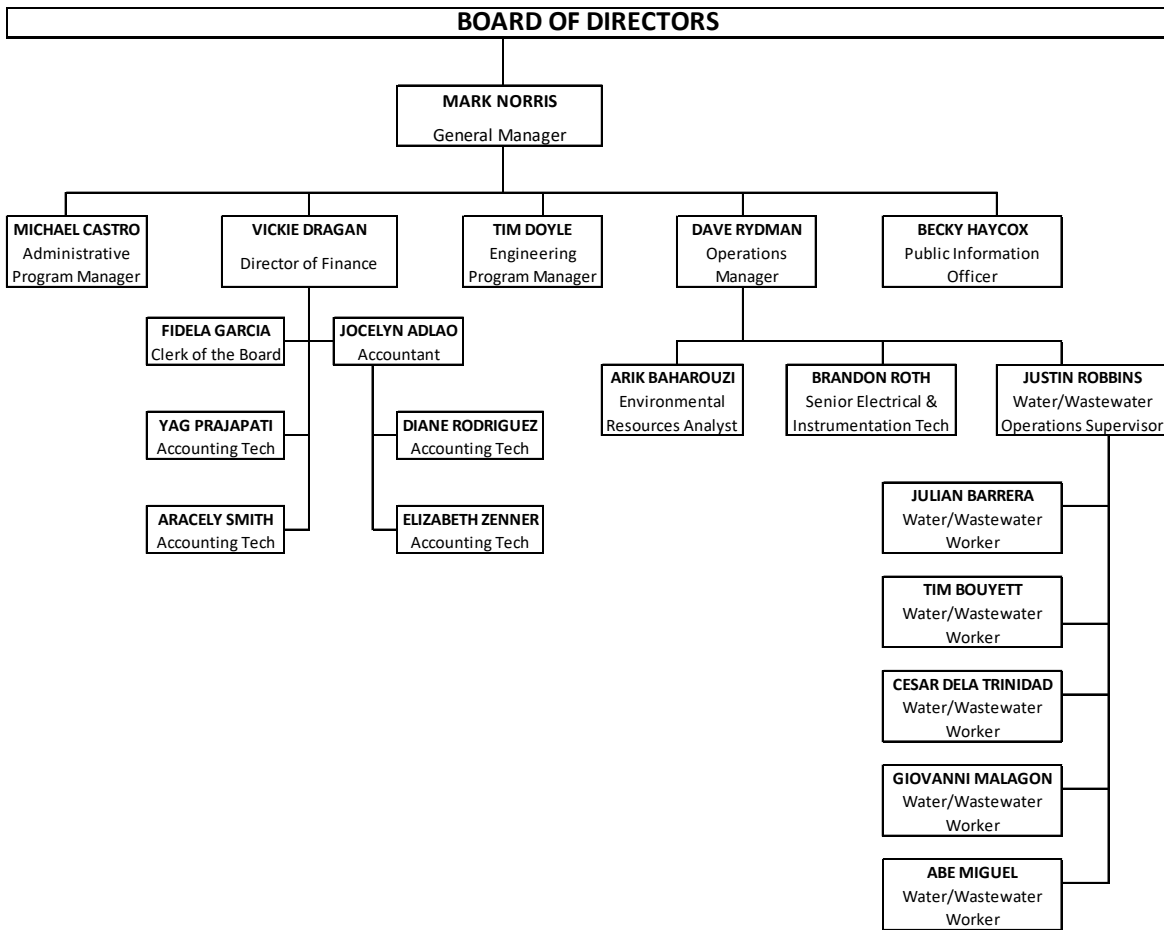 BOARD OF DIRECTORS
MARK NORRIS
General Manager
MICHAEL CASTRO
Administrative
Program Manager
VICKIE DRAGAN
Director of Finance
TIM DOYLE
Engineering
Program Manager
DAVE RYDMAN
Operations
Manager
BECKY HAYCOX
Public Information
Officer
FIDELA GARCIA
Clerk of the Board
JOCELYN ADLAO
Accountant
YAG PRAJAPATI
Accounting Tech
DIANE RODRIGUEZ
Accounting Tech
ARACELY SMITH
Accounting Tech
ELIZABETH ZENNER
Accounting Tech
ARIK BAHAROUZI
Environmental
Resources Analyst
BRANDON ROTH
Senior Electrical &
Instrumentation Tech
JUSTIN ROBBINS
Water/Wastewater
Operations Supervisor
JULIAN BARRERA
Water/Wastewater
Worker
TIM BOUYETT
Water/Wastewater
Worker
CESAR DELA TRINIDAD
Water/Wastewater
Worker
GIOVANNI MALAGON
Water/Wastewater
Worker
ABE MIGUEL
Water/Wastewater
Worker